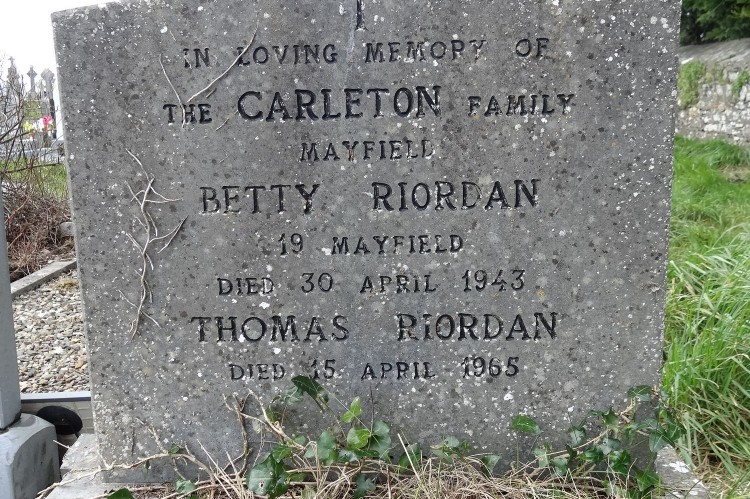 IN LOVING MEMORY OF
THE CARLETON FAMILY
MAYFIELD
BETTY RIORDAN
19 MAYFIELD
DIED 30 APRIL 1943
THOMAS RIORDAN
DIED 15 APRIL 1965